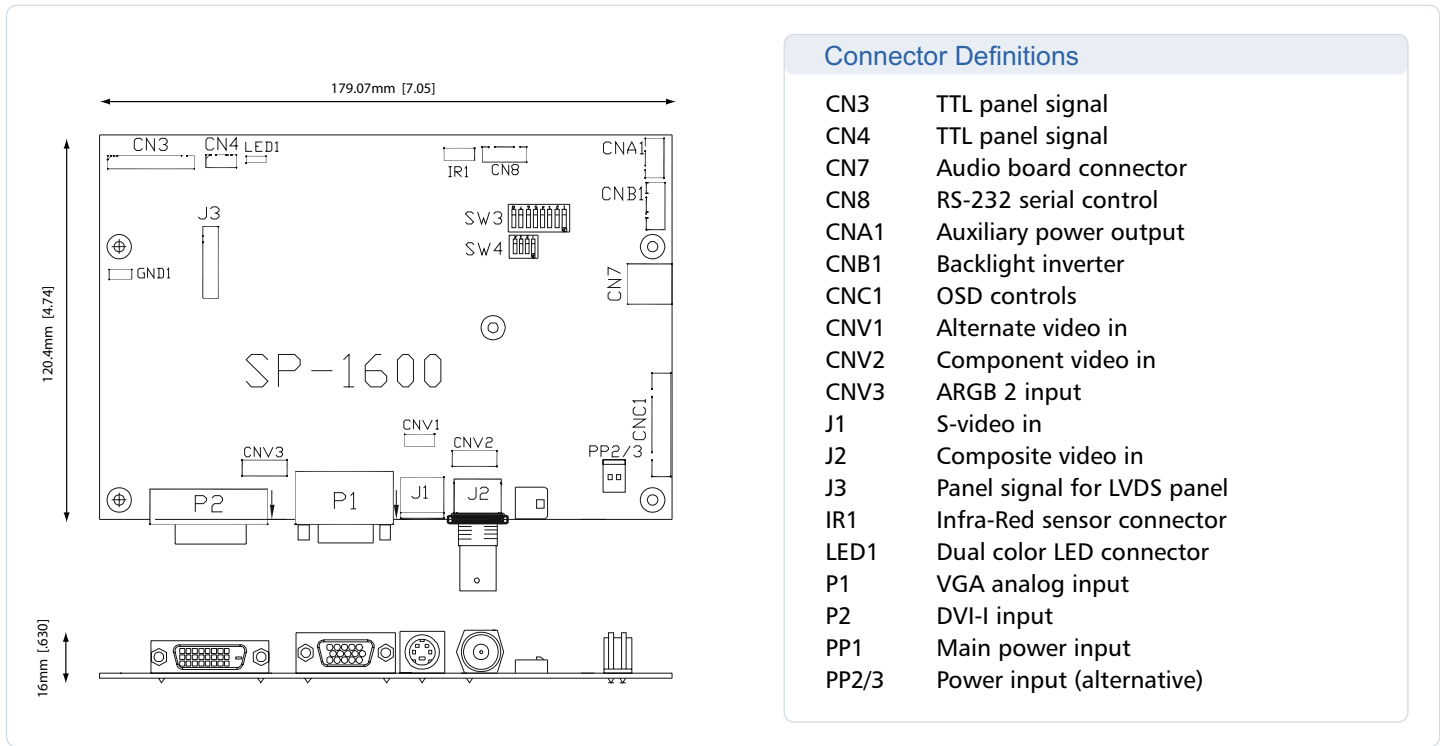 179.07mm [7.05]
CN3
CN4
LED1
IR1
CN8
CNA1
CNB1
SW3
SW4
J3
GND1
CN7
120.4mm [4.74]
SP-1600
CNC1
CNV1
CNV2
CNV3
PP2/3
P2
P1
J1
J2
16mm [.630]
Connector Definitions
CN3 TTL panel signal
CN4 TTL panel signal
CN7 Audio board connector
CN8 RS-232 serial control
CNA1 Auxiliary power output
CNB1 Backlight inverter
CNC1 OSD controls
CNV1 Alternate video in
CNV2 Component video in
CNV3 ARGB 2 input
J1 S-video in
J2 Composite video in
J3 Panel signal for LVDS panel
IR1 Infra-Red sensor connector
LED1 Dual color LED connector
P1 VGA analog input
P2 DVI-I input
PP1 Main power input
PP2/3 Power input (alternative)